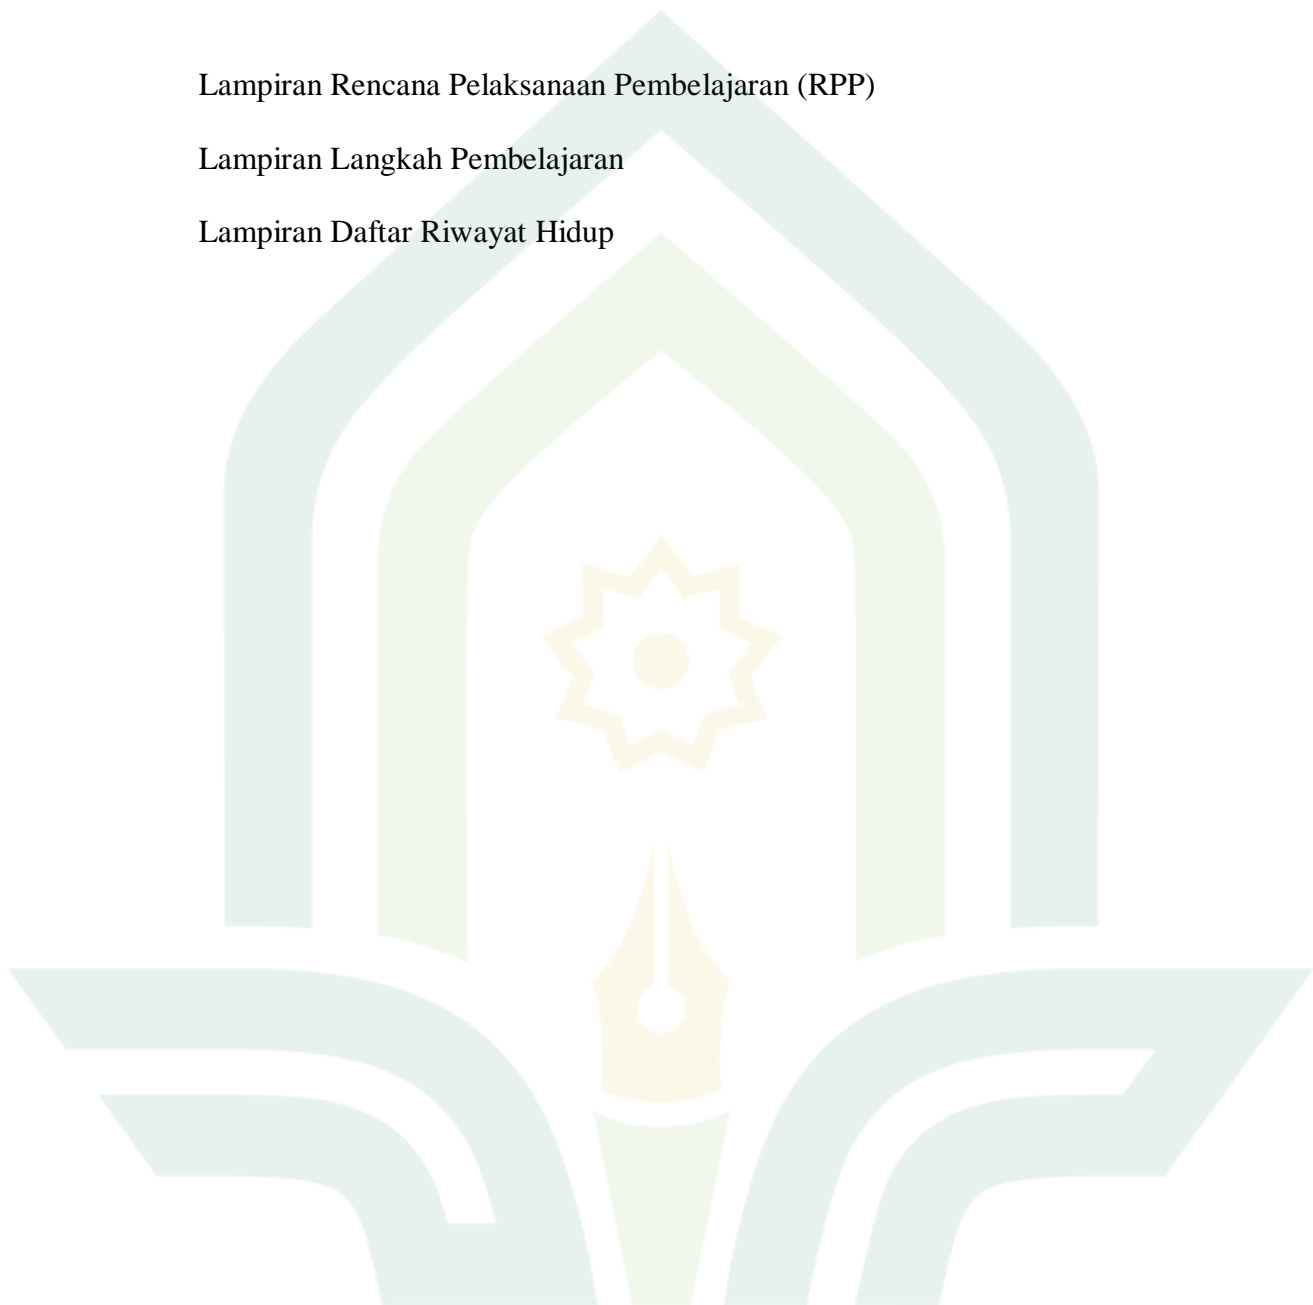 Lampiran Rencana Pelaksanaan Pembelajaran (RPP)
Lampiran Langkah Pembelajaran
Lampiran Daftar Riwayat Hidup